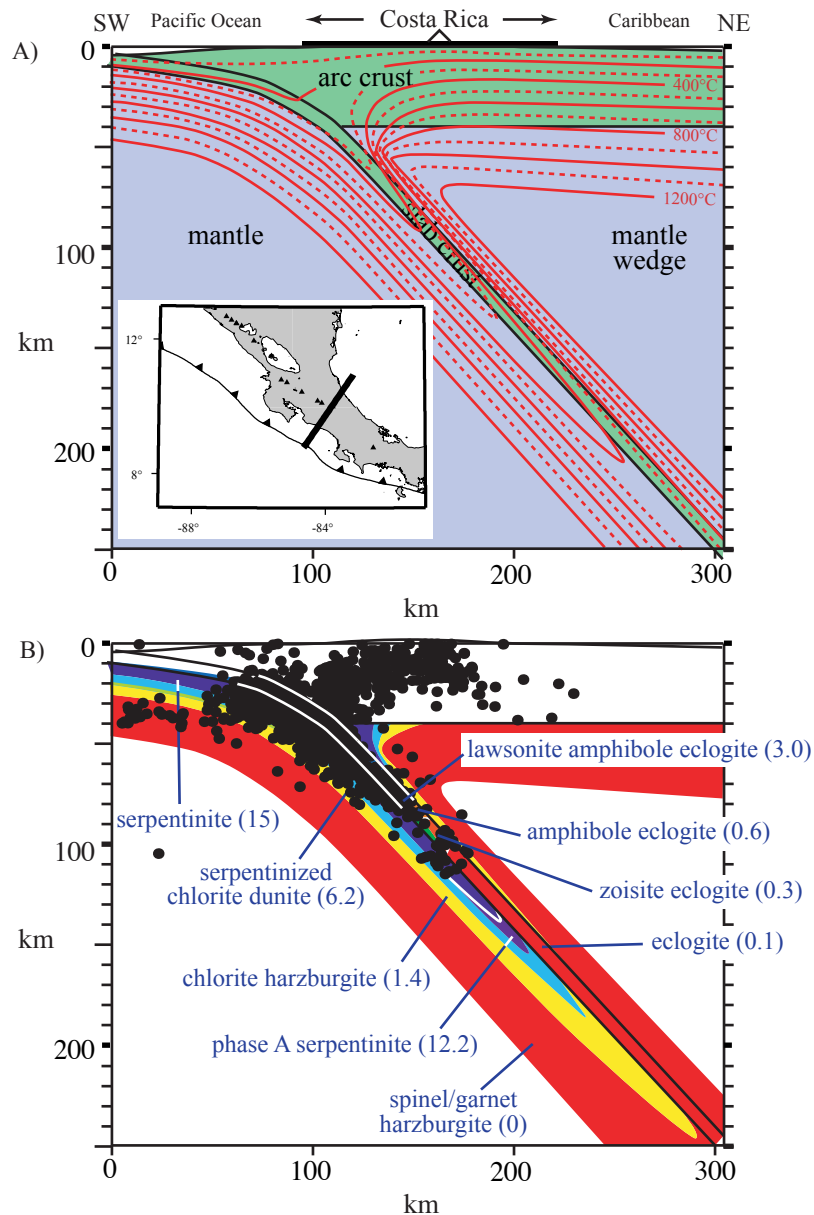 SW Pacific Ocean Costa Rica Caribbean NE
A)
0
arc crust
400°C
800°C
slab crust
1200°C
mantle
mantle
wedge
100
km
12°
8°
-88° -84°
200
0 100 200 300
km
B)
0
lawsonite amphibole eclogite (3.0)
serpentinite (15)
amphibole eclogite (0.6)
100
serpentinized
chlorite dunite
(6.2)
zoisite eclogite (0.3)
km
eclogite (0.1)
chlorite harzburgite (1.4)
phase A serpentinite (12.2)
200
spinel/garnet
harzburgite (0)
0 100 200 300
km